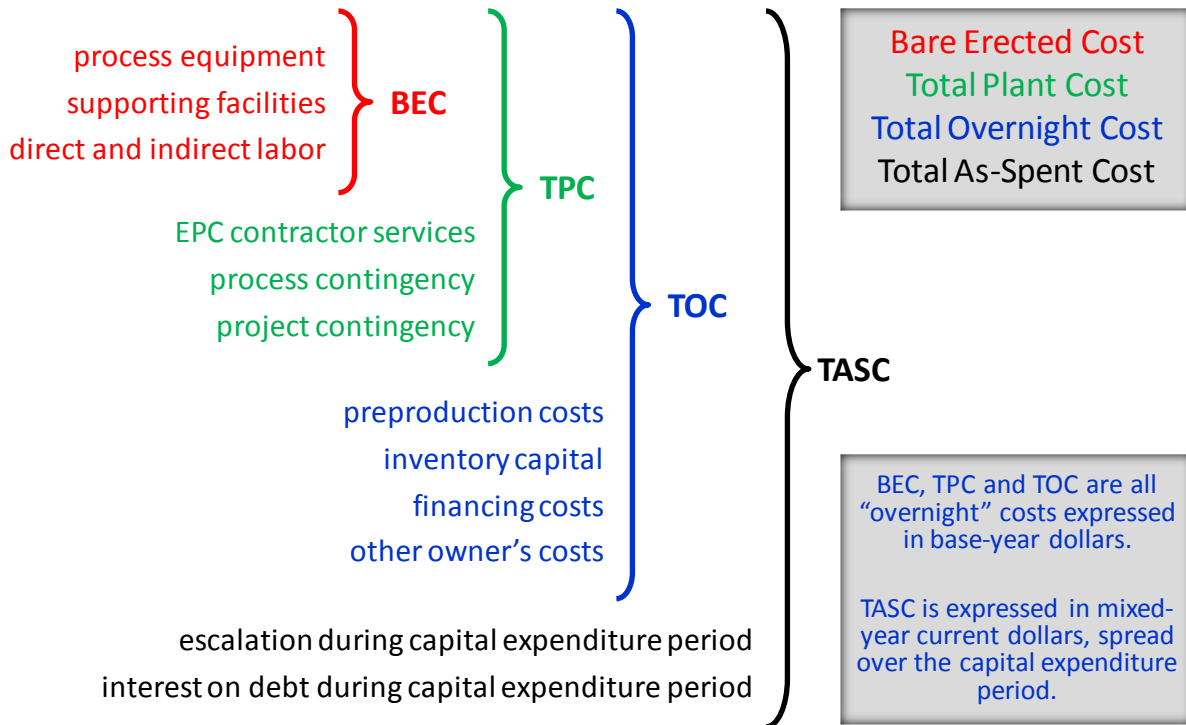 process equipment
supporting facilities
direct and indirect labor
BEC
EPC contractor services
process contingency
project contingency
TPC
preproduction costs
inventory capital
financing costs
other owner's costs
TOC
escalation during capital expenditure period
interest on debt during capital expenditure period
TASC
Bare Erected Cost
Total Plant Cost
Total Overnight Cost
Total As-Spent Cost
BEC, TPC and TOC are all
“overnight” costs expressed
in base-year dollars.
TASC is expressed in mixed-
year current dollars, spread
over the capital expenditure
period.